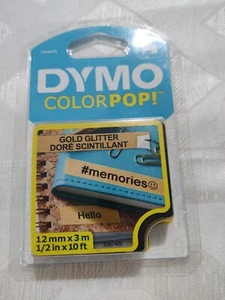 DYMO
COLORPOP!
GOLD GLITTER
DORÉ SCINTILLANT
#memories☺
Hello
12 mm x 3 m
1/2 in x 10 ft